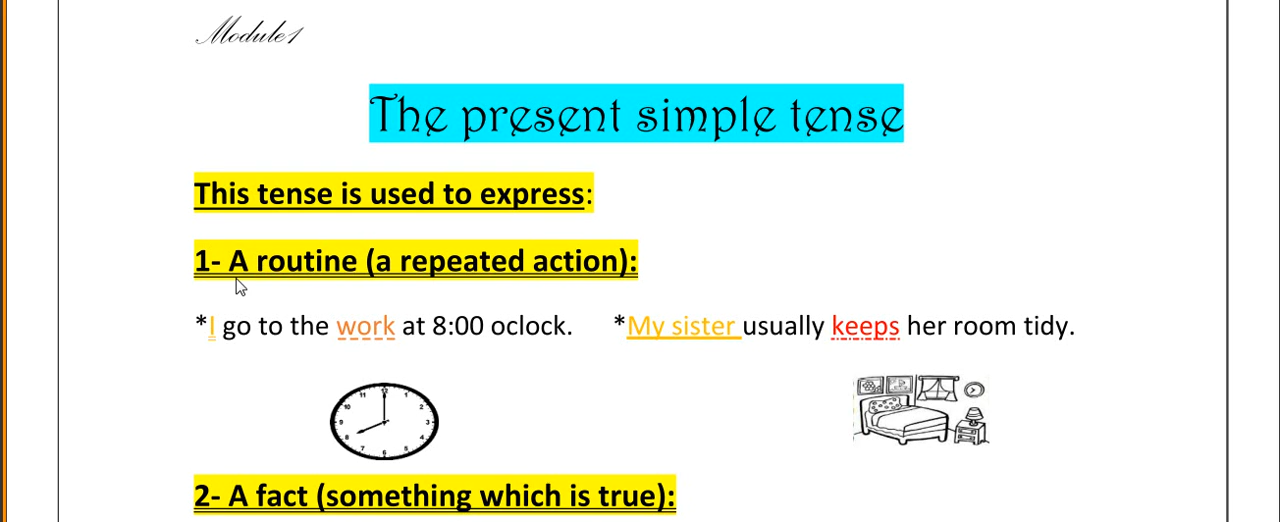 Module1
The present simple tense
This tense is used to express:
1- A routine (a repeated action):
*I go to the work at 8:00 oclock. *My sister usually keeps her room tidy.
2- A fact (something which is true):